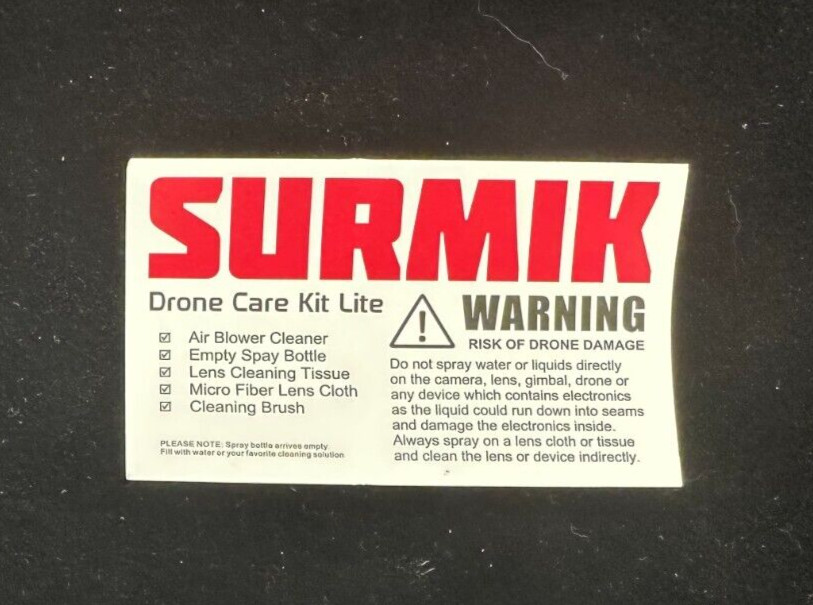 SURMIK
Drone Care Kit Lite
☑ Air Blower Cleaner
☑ Empty Spay Bottle
☑ Lens Cleaning Tissue
☑ Micro Fiber Lens Cloth
☑ Cleaning Brush
PLEASE NOTE: Spray bottle arrives empty.
Fill with water or your favorite cleaning solution
WARNING
RISK OF DRONE DAMAGE
Do not spray water or liquids directly
on the camera, lens, gimbal, drone or
any device which contains electronics
as the liquid could run down into seams
and damage the electronics inside.
Always spray on a lens cloth or tissue
and clean the lens or device indirectly.